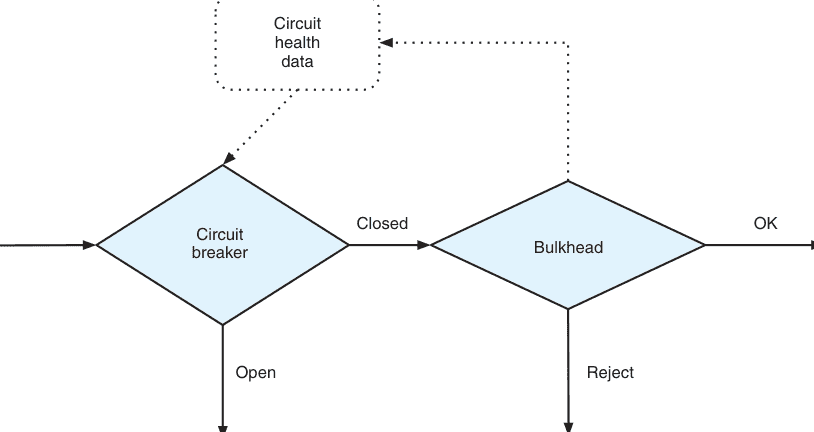 Circuit
health
data
Circuit
breaker
Closed
Bulkhead
OK
Open
Reject